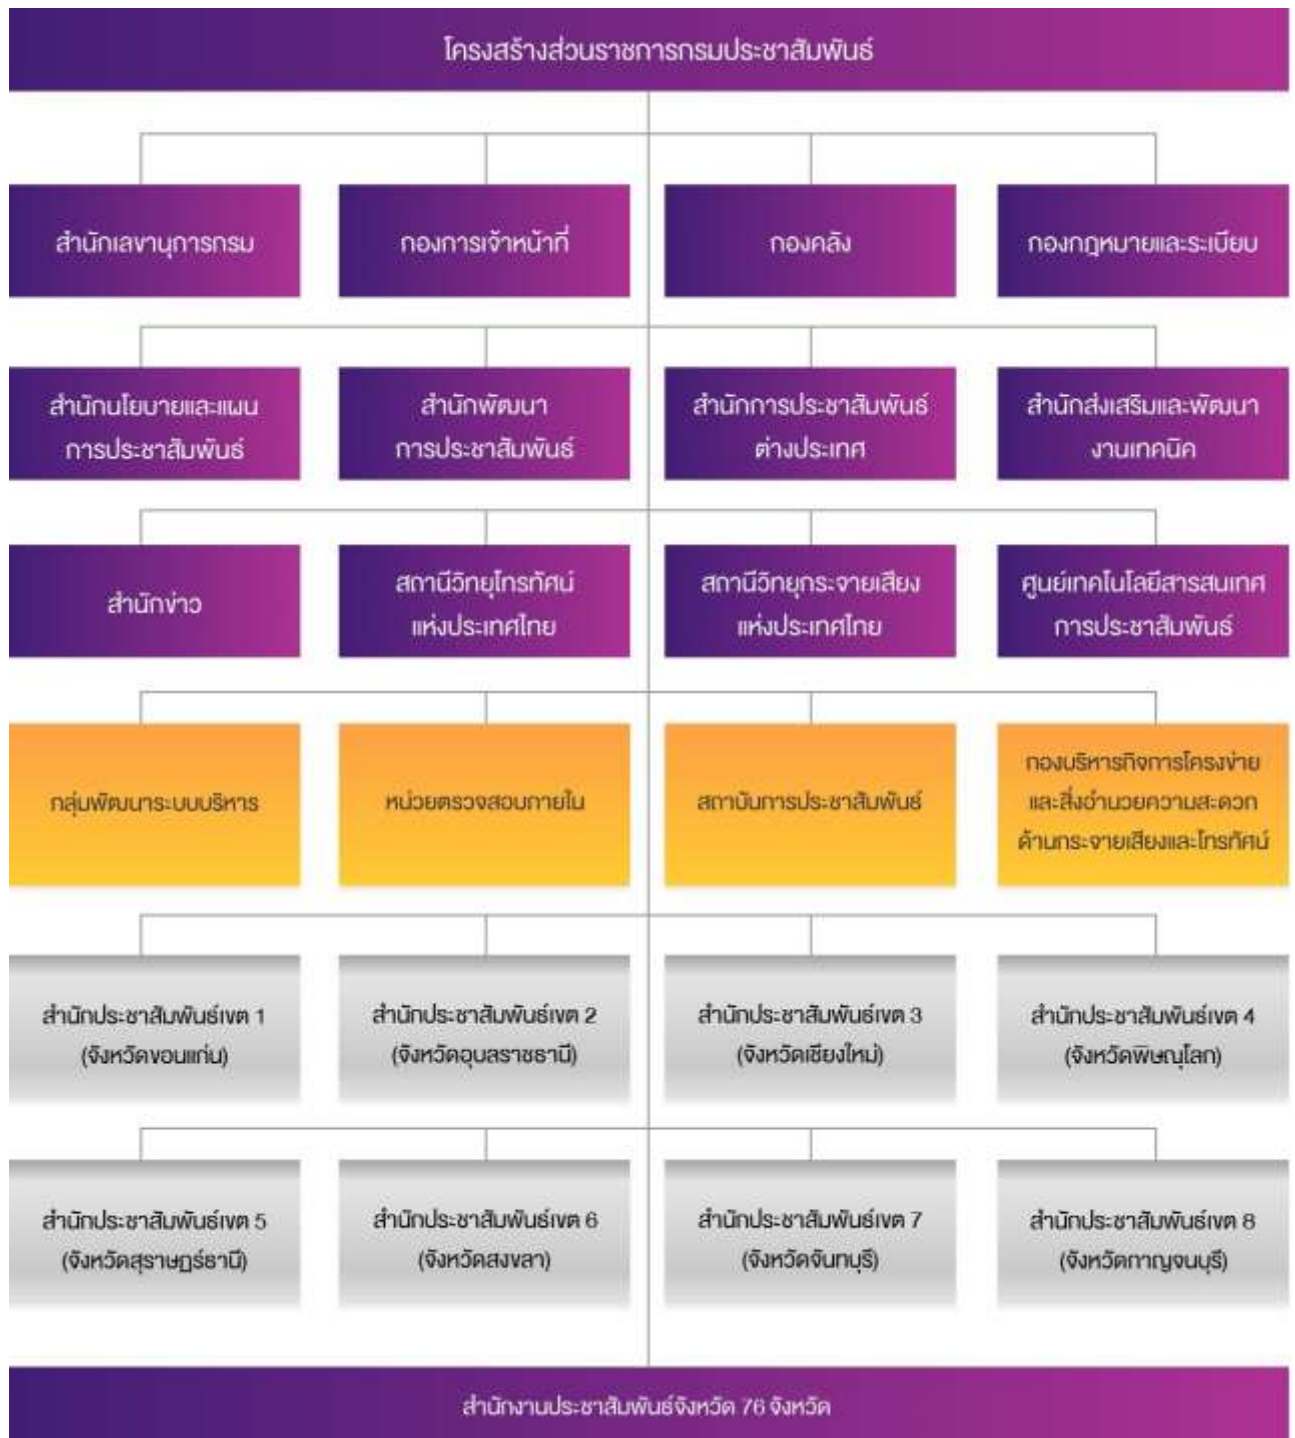 โครงสร้างส่วนราชการกรมประชาสัมพันธ์
สำนักเลขานุการกรม
กองการเจ้าหน้าที่
กองคลัง
กองกฎหมายและระเบียบ
สำนักนโยบายและแผน
การประชาสัมพันธ์
สำนักพัฒนา
การประชาสัมพันธ์
สำนักการประชาสัมพันธ์
ต่างประเทศ
สำนักส่งเสริมและพัฒนา
งานเทคนิค
สำนักข่าว
สถานีวิทยุโทรทัศน์
แห่งประเทศไทย
สถานีวิทยุกระจายเสียง
แห่งประเทศไทย
ศูนย์เทคโนโลยีสารสนเทศ
การประชาสัมพันธ์
กลุ่มพัฒนาระบบบริหาร
หน่วยตรวจสอบภายใน
สถาบันการประชาสัมพันธ์
กองบริหารกิจการโครงข่าย
และสิ่งอำนวยความสะดวก
ด้านกระจายเสียงและโทรทัศน์
สำนักประชาสัมพันธ์เขต 1
(จังหวัดขอนแก่น)
สำนักประชาสัมพันธ์เขต 2
(จังหวัดอุบลราชธานี)
สำนักประชาสัมพันธ์เขต 3
(จังหวัดเชียงใหม่)
สำนักประชาสัมพันธ์เขต 4
(จังหวัดพิษณุโลก)
สำนักประชาสัมพันธ์เขต 5
(จังหวัดสุราษฎร์ธานี)
สำนักประชาสัมพันธ์เขต 6
(จังหวัดสงขลา)
สำนักประชาสัมพันธ์เขต 7
(จังหวัดจันทบุรี)
สำนักประชาสัมพันธ์เขต 8
(จังหวัดกาญจนบุรี)
สำนักงานประชาสัมพันธ์จังหวัด 76 จังหวัด